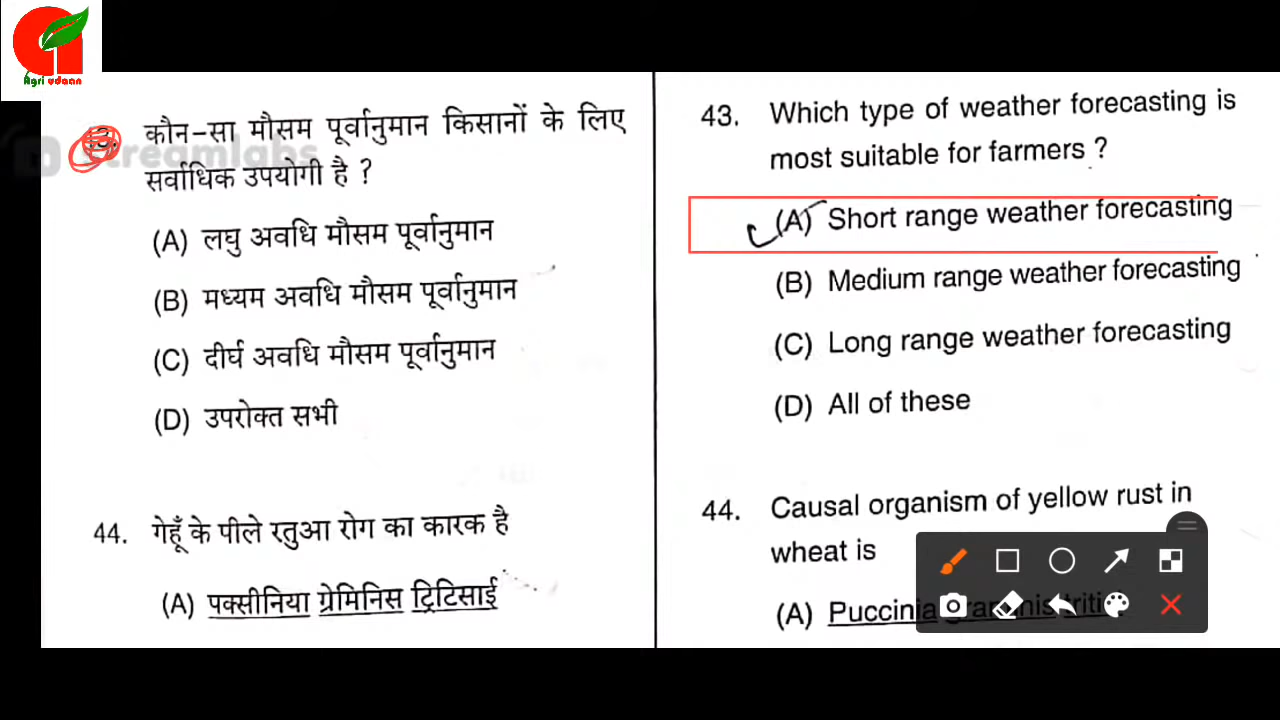 Agri udaan
streamlabs
कौन-सा मौसम पूर्वानुमान किसानों के लिए
सर्वाधिक उपयोगी है ?
(A) लघु अवधि मौसम पूर्वानुमान
(B) मध्यम अवधि मौसम पूर्वानुमान
(C) दीर्घ अवधि मौसम पूर्वानुमान
(D) उपरोक्त सभी
44. गेहूँ के पीले रतुआ रोग का कारक है
(A) पक्सीनिया ग्रेमिनिस ट्रिटिसाई
43. Which type of weather forecasting is
most suitable for farmers ?
(A) Short range weather forecasting
(B) Medium range weather forecasting
(C) Long range weather forecasting
(D) All of these
44. Causal organism of yellow rust in
wheat is
(A) Puccinia